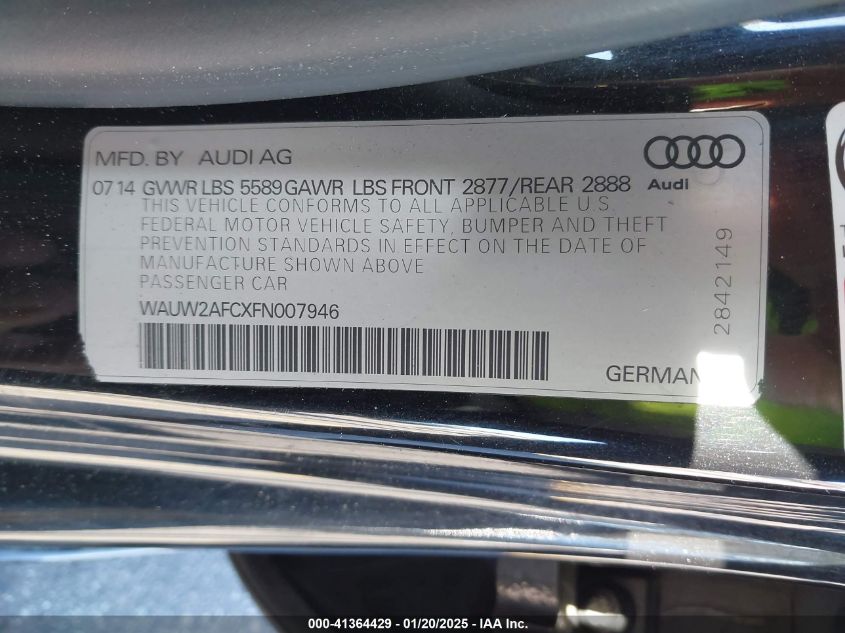 MFD. BY AUDI AG
07 14 GVWR LBS 5589 GAWR LBS FRONT 2877/REAR 2888
Audi
THIS VEHICLE CONFORMS TO ALL APPLICABLE U.S.
FEDERAL MOTOR VEHICLE SAFETY, BUMPER AND THEFT
PREVENTION STANDARDS IN EFFECT ON THE DATE OF
MANUFACTURE SHOWN ABOVE
PASSENGER CAR
WAUW2AFCXFN007946
2842149
GERMAN
000-41364429 - 01/20/2025 - © IAA Holdings, LLC.